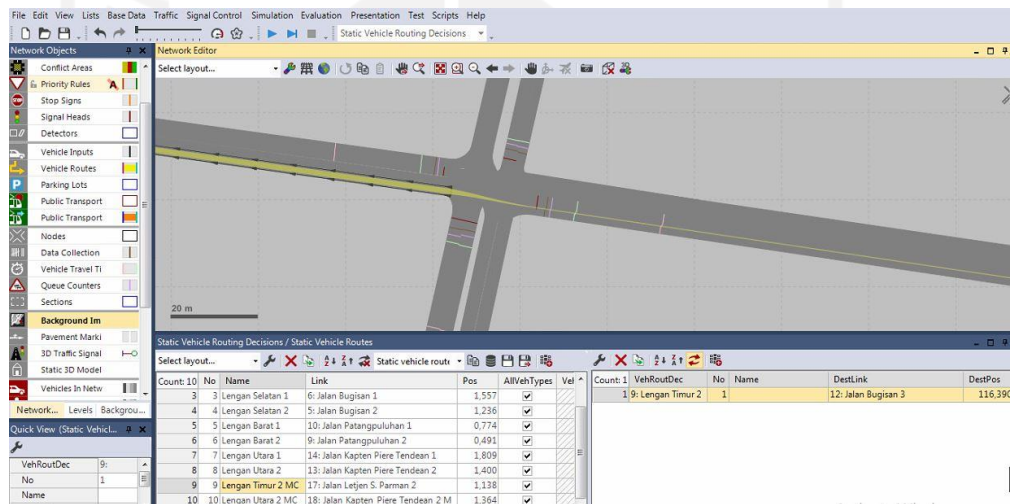 File Edit View Lists Base Data Traffic Signal Control Simulation Evaluation Presentation Test Scripts Help
Static Vehicle Routing Decisions
Network Objects
Network Editor
Select layout...
Conflict Areas
Priority Rules
Stop Signs
Signal Heads
Detectors
Vehicle Inputs
Vehicle Routes
Parking Lots
Public Transport
Public Transport
Nodes
Data Collection
Vehicle Travel Ti
Queue Counters
Sections
Background Im
Pavement Marki
3D Traffic Signal
Static 3D Model
Vehicles In Netw
Network... Levels Backgrou...
20 m
Quick View (Static Vehicl...
VehRoutDec 9:
No 1
Name
Static Vehicle Routing Decisions / Static Vehicle Routes
Select layout... Static vehicle route
Count: 10 No Name Link Pos AllVehTypes Vel
3 3 Lengan Selatan 1 6: Jalan Bugisan 1 1,557
4 4 Lengan Selatan 2 5: Jalan Bugisan 2 1,236
5 5 Lengan Barat 1 10: Jalan Patangpuluhan 1 0,774
6 6 Lengan Barat 2 9: Jalan Patangpuluhan 2 0,491
7 7 Lengan Utara 1 14: Jalan Kapten Piere Tendean 1 1,809
8 8 Lengan Utara 2 13: Jalan Kapten Piere Tendean 2 1,400
9 9 Lengan Timur 2 MC 17: Jalan Letjen S. Parman 2 1,138
10 10 Lengan Utara 2 MC 18: Jalan Kapten Piere Tendean 2 M 1,364
Count: 1 VehRoutDec No Name DestLink DestPos
1 9: Lengan Timur 2 1 12: Jalan Bugisan 3 116,390